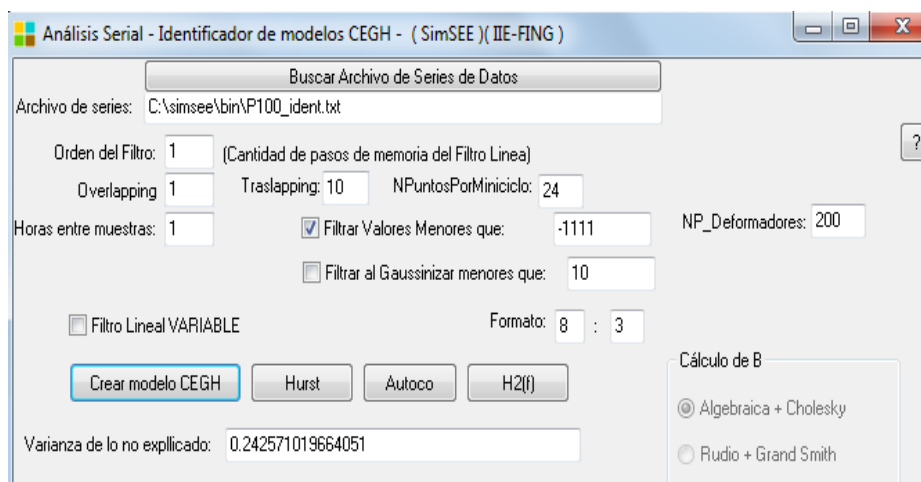 Análisis Serial - Identificador de modelos CEGH - ( SimSEE )( IIE-FING )
Buscar Archivo de Series de Datos
Archivo de series: C:\simsee\bin\P100_ident.txt
?
Orden del Filtro: 1 (Cantidad de pasos de memoria del Filtro Linea)
Overlapping 1 Traslapping: 10 NPuntosPorMiniciclo: 24
Horas entre muestras: 1 Filtrar Valores Menores que: -1111 NP_Deformadores: 200
Filtrar al Gaussinizar menores que: 10
Filtro Lineal VARIABLE Formato: 8 : 3
Crear modelo CEGH Hurst Autoco H2(f)
Cálculo de B
Algebraica + Cholesky
Varianza de lo no expllicado: 0.242571019664051
Rudio + Grand Smith